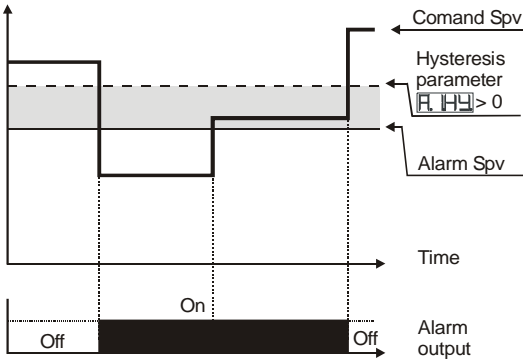 Comand Spv
Hysteresis
parameter
A.HY > 0
Alarm Spv
Time
On
Off
Off
Alarm
output